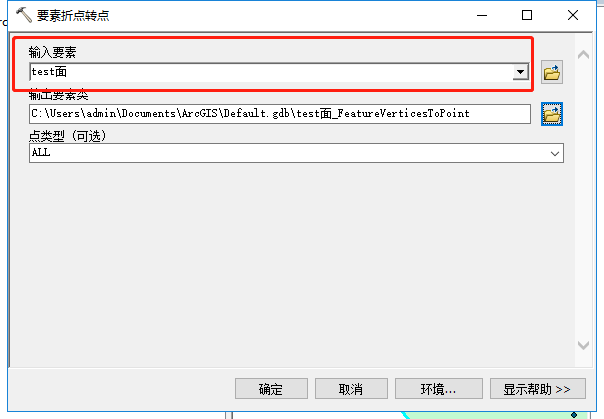 要素折点转点
输入要素
test面
输出要素类
C:\Users\admin\Documents\ArcGIS\Default.gdb\test面_FeatureVerticesToPoint
点类型（可选）
ALL
确定
取消
环境...
显示帮助 >>